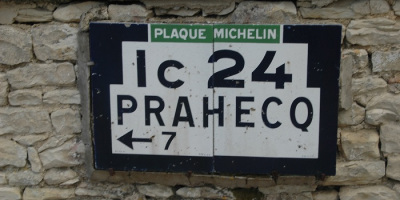 PLAQUE MICHELIN
Ic 24
PRAHECQ
← 7